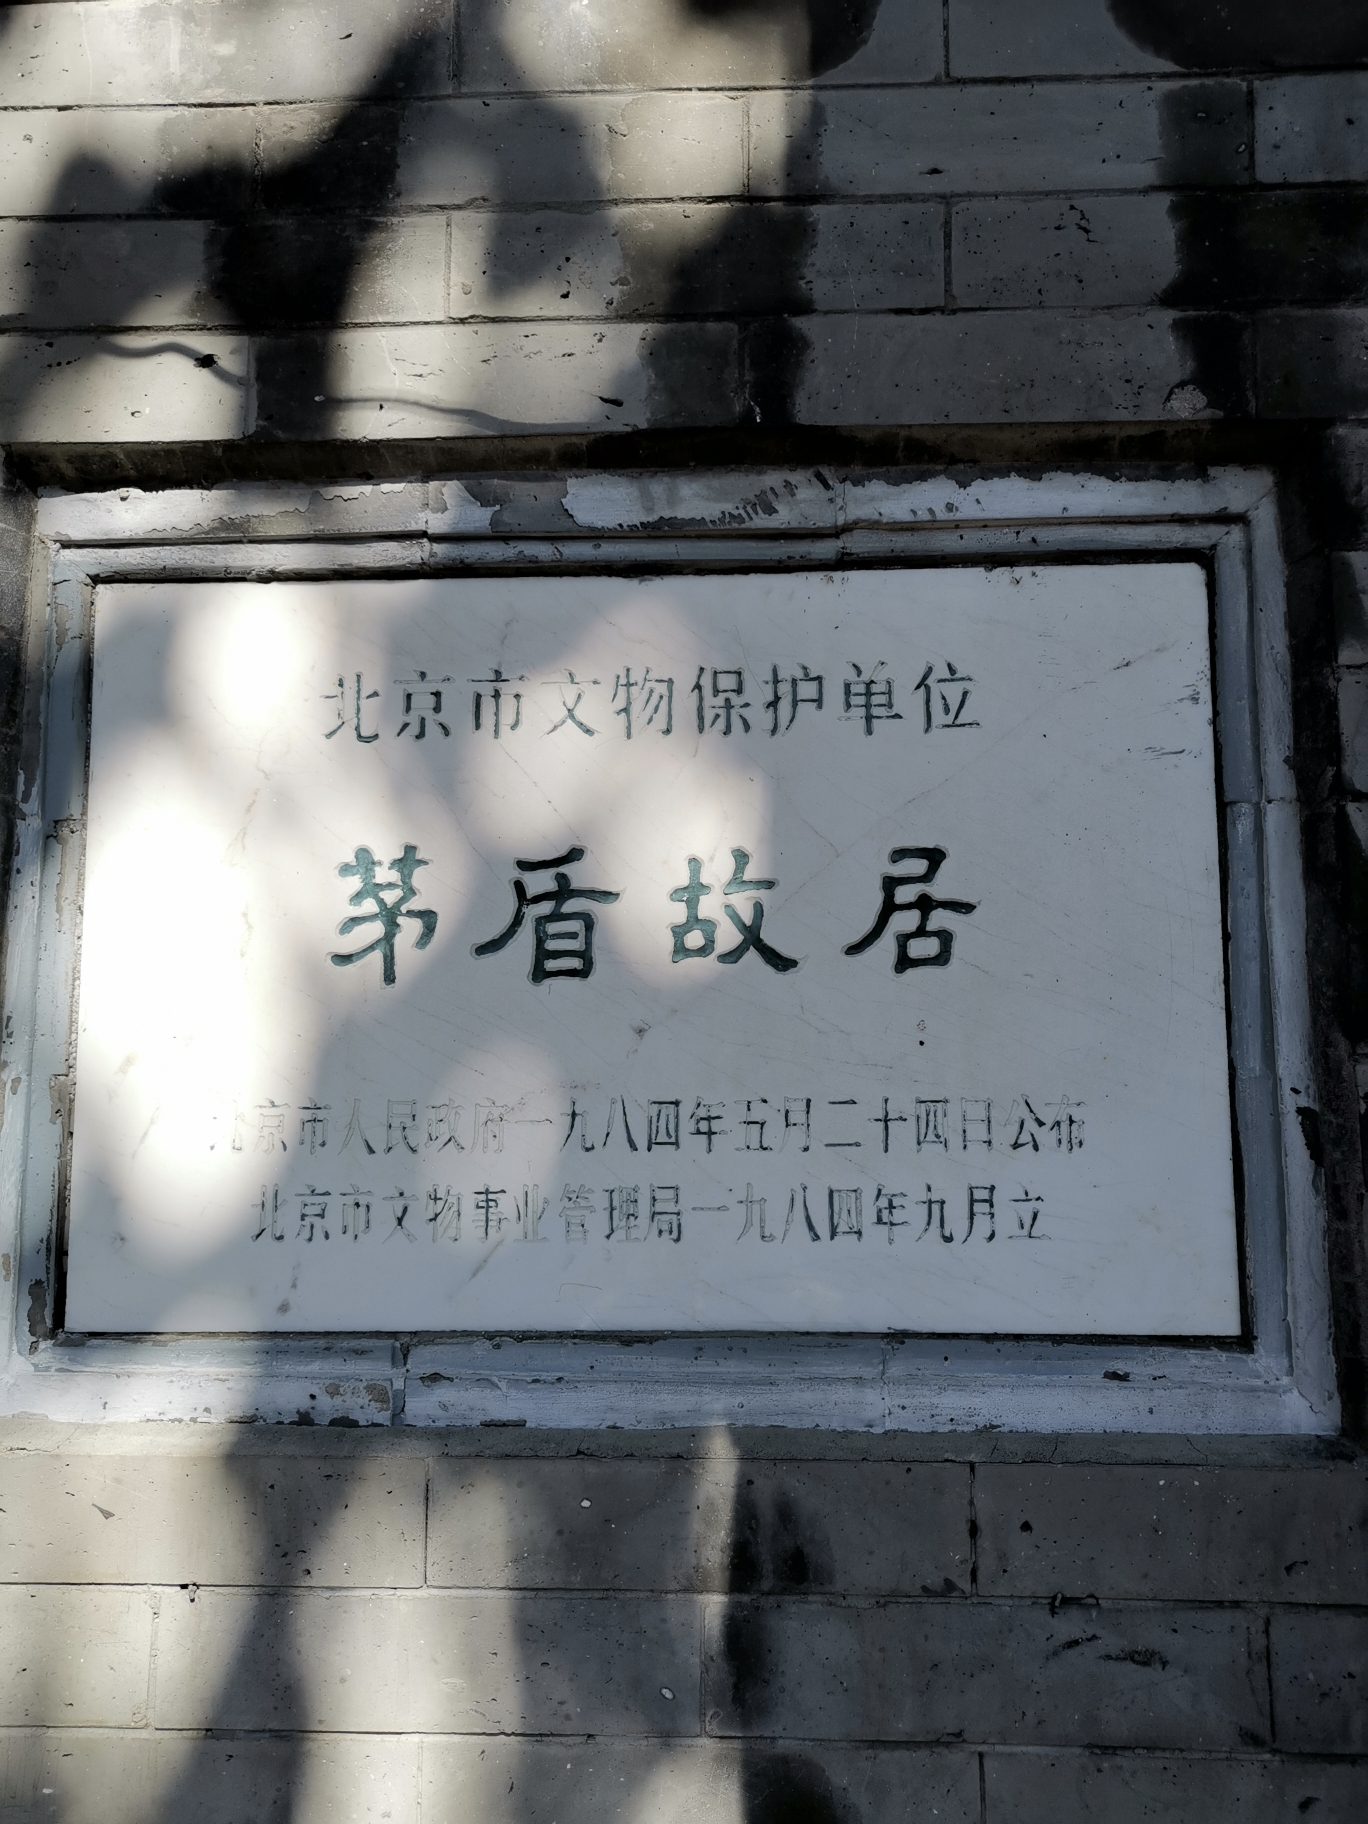 北京市文物保护单位
茅盾故居
北京市人民政府一九八四年五月二十四日公布
北京市文物事业管理局一九八四年九月立